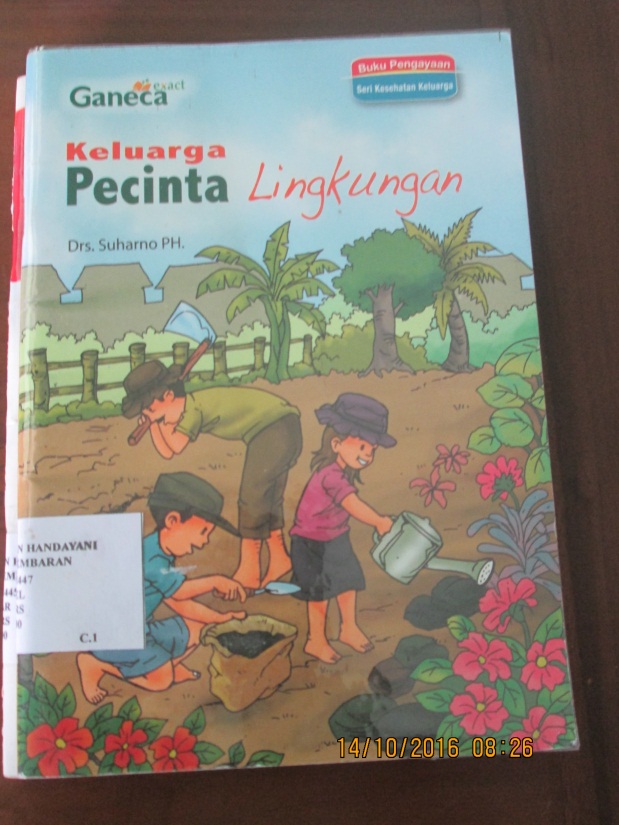 Ganeca exact
Buku Pengayaan
Seri Kesehatan Keluarga
Keluarga
Pecinta Lingkungan
Drs. Suharno PH.
N HANDAYANI
EMBARAN
447
C.1
14/10/2016 08:26